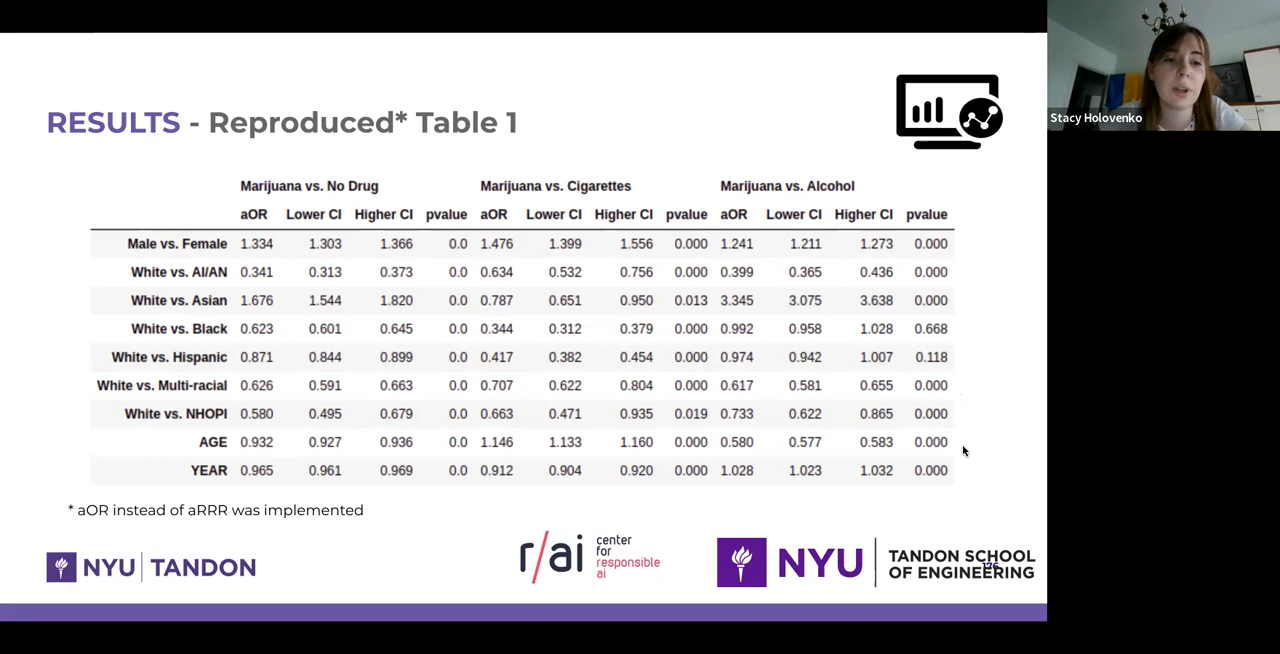 RESULTS - Reproduced* Table 1
Stacy Holovenko
Marijuana vs. No Drug Marijuana vs. Cigarettes Marijuana vs. Alcohol
aOR Lower CI Higher CI pvalue aOR Lower CI Higher CI pvalue aOR Lower CI Higher CI pvalue
Male vs. Female 1.334 1.303 1.366 0.0 1.476 1.399 1.556 0.000 1.241 1.211 1.273 0.000
White vs. AI/AN 0.341 0.313 0.373 0.0 0.634 0.532 0.756 0.000 0.399 0.365 0.436 0.000
White vs. Asian 1.676 1.544 1.820 0.0 0.787 0.651 0.950 0.013 3.345 3.075 3.638 0.000
White vs. Black 0.623 0.601 0.645 0.0 0.344 0.312 0.379 0.000 0.992 0.958 1.028 0.668
White vs. Hispanic 0.871 0.844 0.899 0.0 0.417 0.382 0.454 0.000 0.974 0.942 1.007 0.118
White vs. Multi-racial 0.626 0.591 0.663 0.0 0.707 0.622 0.804 0.000 0.617 0.581 0.655 0.000
White vs. NHOPI 0.580 0.495 0.679 0.0 0.663 0.471 0.935 0.019 0.733 0.622 0.865 0.000
AGE 0.932 0.927 0.936 0.0 1.146 1.133 1.160 0.000 0.580 0.577 0.583 0.000
YEAR 0.965 0.961 0.969 0.0 0.912 0.904 0.920 0.000 1.028 1.023 1.032 0.000
* aOR instead of aRRR was implemented
NYU TANDON
r/ai
center
for
responsible
ai
NYU
TANDON SCHOOL
OF ENGINEERING